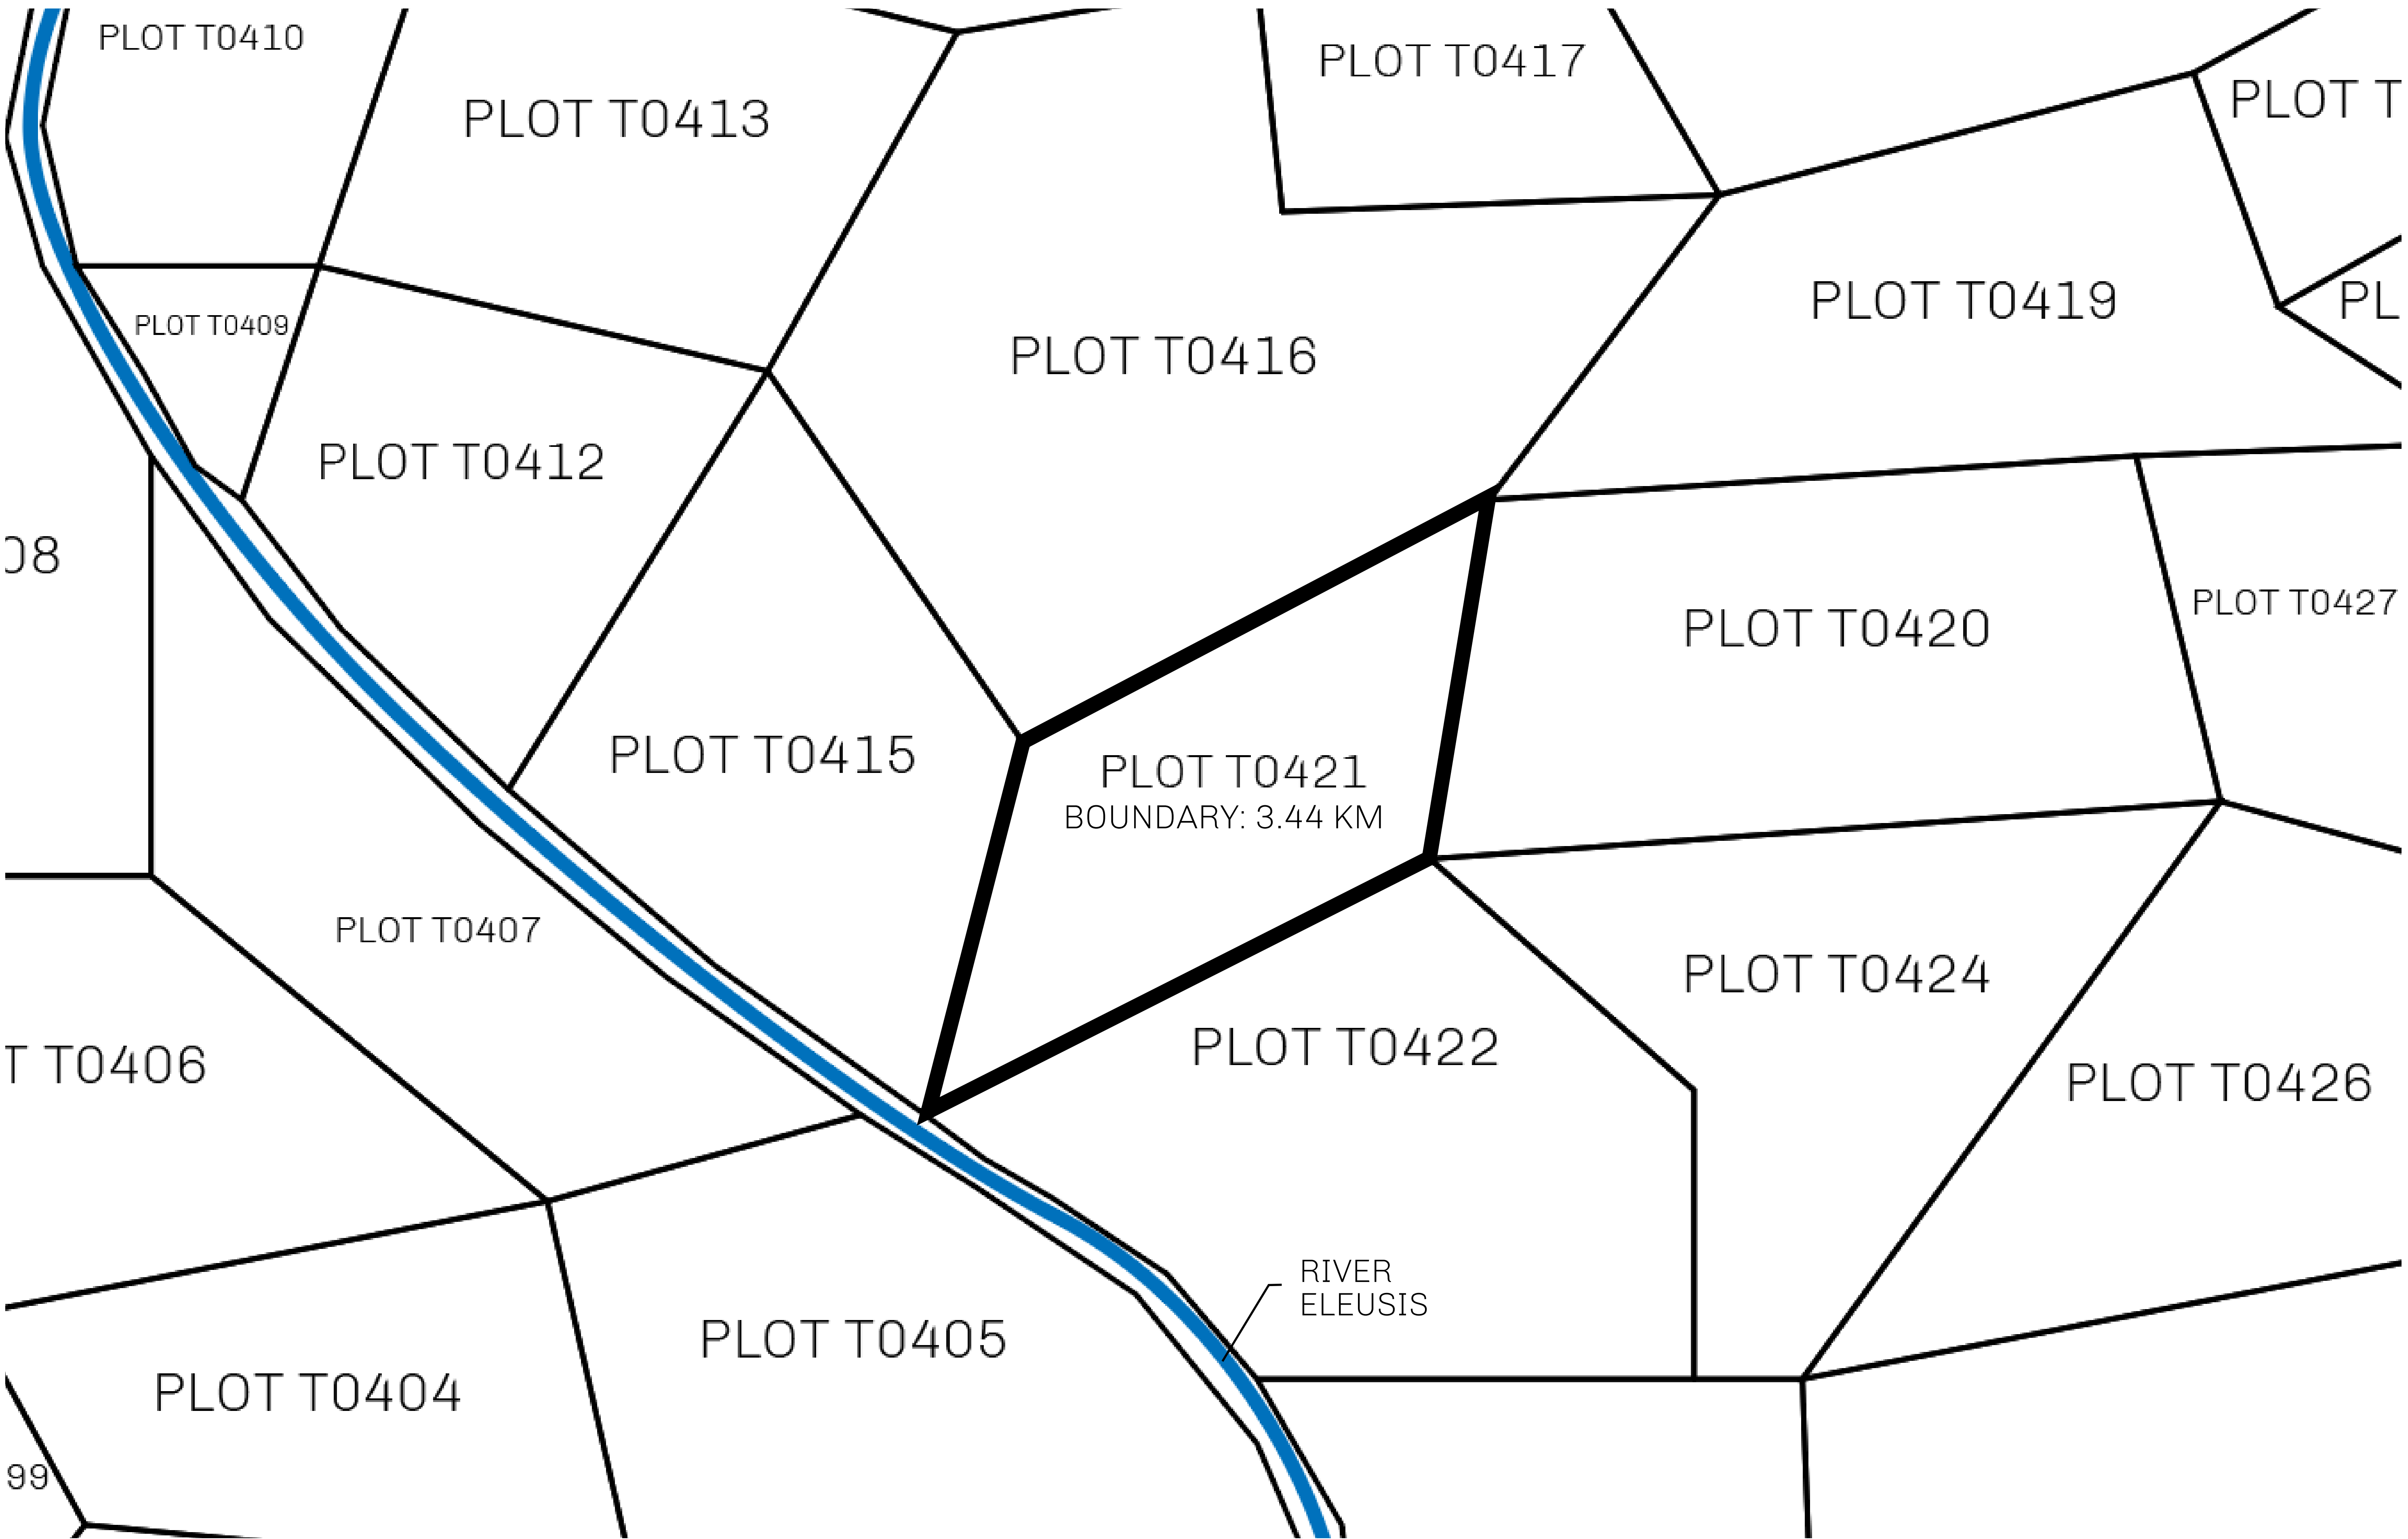 PLOT T0410
PLOT T0417
PLOT T
PLOT T0413
PLOT T0419
PL
PLOT T0409
PLOT T0416
PLOT T0412
08
PLOT T0427
PLOT T0420
PLOT T0415
PLOT T0421
BOUNDARY: 3.44 KM
PLOT T0407
PLOT T0424
PLOT T0422
T T0406
PLOT T0426
RIVER
ELEUSIS
PLOT T0405
PLOT T0404
99